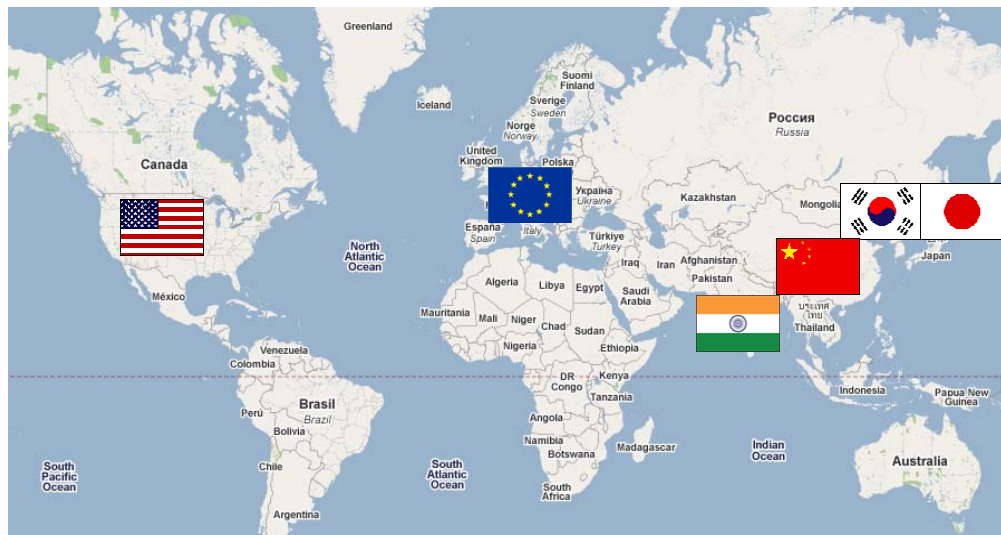 Greenland
Iceland
Suomi
Finland
Sverige
Sweden
Norge
Norway
Россия
Russia
United
Kingdom
Polska
Canada
Україна
Ukraine
Kazakhstan
Mongolia
España
Spain
Italy
Türkiye
Turkey
North
Atlantic
Ocean
Japan
Iraq
Iran
Afghanistan
Pakistan
Algeria
Libya
Egypt
Saudi
Arabia
México
Mauritania
Mali
Niger
Chad
Sudan
ประเทศ
ไทย
Thailand
Nigeria
Ethiopia
Venezuela
Colombia
DR
Congo
Kenya
Tanzania
Indonesia
Papua New
Guinea
Brasil
Brazil
Perú
Bolivia
Angola
Namibia
Botswana
Madagascar
Indian
Ocean
Australia
South
Pacific
Ocean
Chile
South
Atlantic
Ocean
South
Africa
Argentina